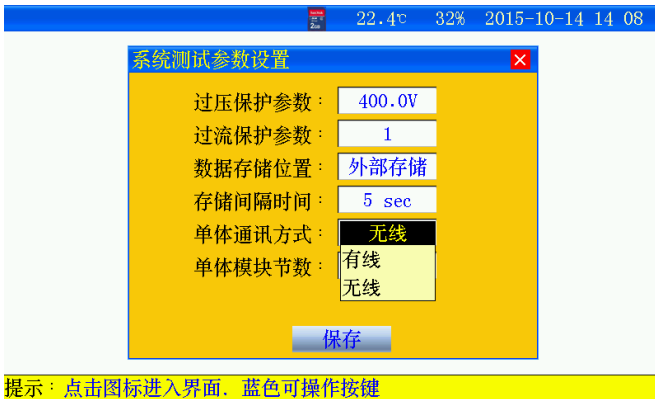 22.4℃ 32% 2015-10-14 14 08
系统测试参数设置
过压保护参数： 400.0V
过流保护参数： 1
数据存储位置： 外部存储
存储间隔时间： 5 sec
单体通讯方式： 无线
有线
单体模块节数：
无线
保存
提示：点击图标进入界面. 蓝色可操作按键